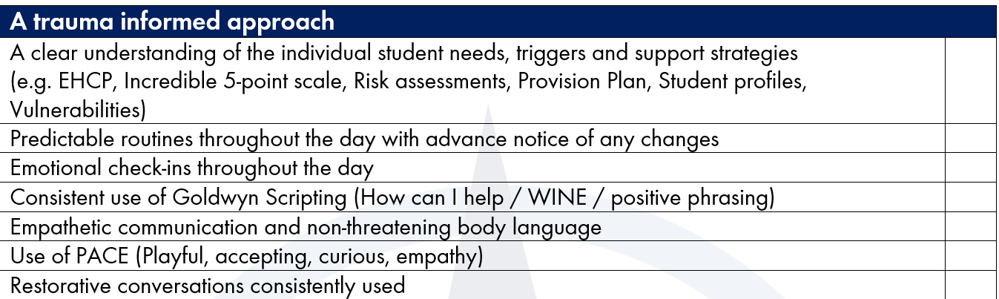 A trauma informed approach
A clear understanding of the individual student needs, triggers and support strategies
(e.g. EHCP, Incredible 5-point scale, Risk assessments, Provision Plan, Student profiles,
Vulnerabilities)
Predictable routines throughout the day with advance notice of any changes
Emotional check-ins throughout the day
Consistent use of Goldwyn Scripting (How can I help / WINE / positive phrasing)
Empathetic communication and non-threatening body language
Use of PACE (Playful, accepting, curious, empathy)
Restorative conversations consistently used